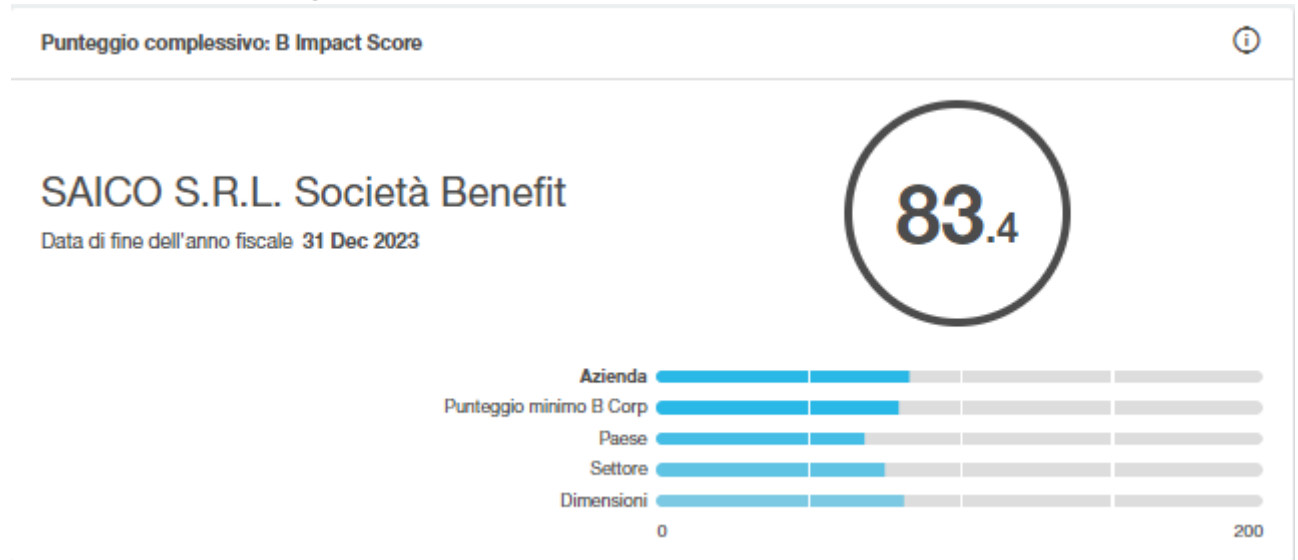 Punteggio complessivo: B Impact Score
SAICO S.R.L. Società Benefit
Data di fine dell'anno fiscale 31 Dec 2023
83.4
Azienda
Punteggio minimo B Corp
Paese
Settore
Dimensioni
0 200